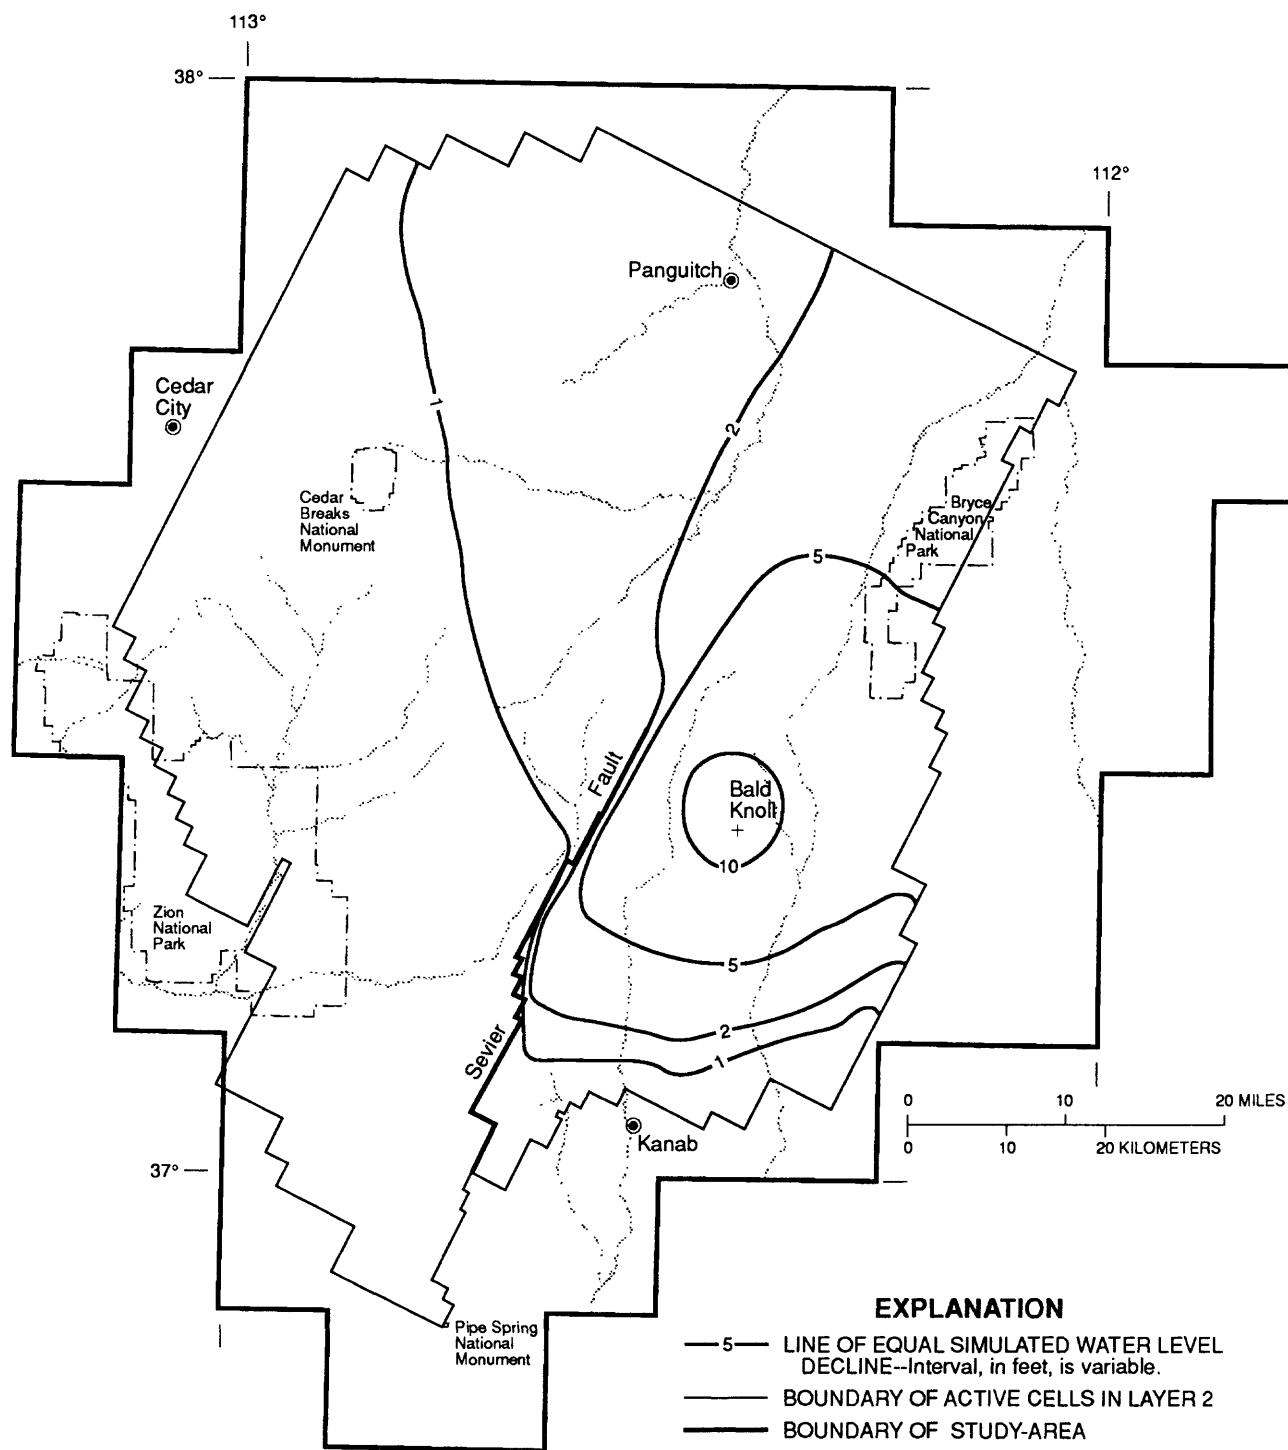 113°
38°
112°
Panguitch
Cedar
City
1
2
Cedar
Breaks
National
Monument
Bryce
Canyon
National
Park
5
Fault
Bald
Knoll
10
Zion
National
Park
5
2
1
Sevier
0 10 20 MILES
0 10 20 KILOMETERS
Kanab
37°
Pipe Spring
National
Monument
EXPLANATION
5 LINE OF EQUAL SIMULATED WATER LEVEL
DECLINE--Interval, in feet, is variable.
BOUNDARY OF ACTIVE CELLS IN LAYER 2
BOUNDARY OF STUDY-AREA